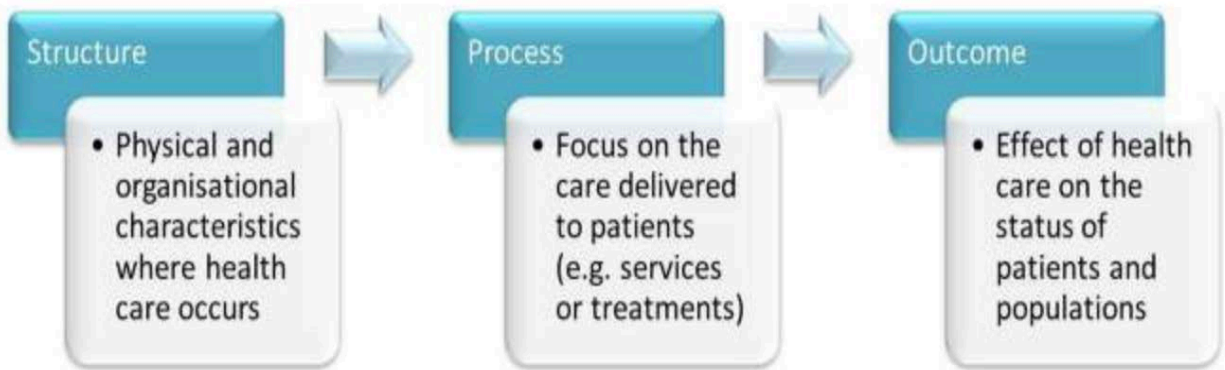 Structure
• Physical and
organisational
characteristics
where health
care occurs
Process
• Focus on the
care delivered
to patients
(e.g. services
or treatments)
Outcome
• Effect of health
care on the
status of
patients and
populations